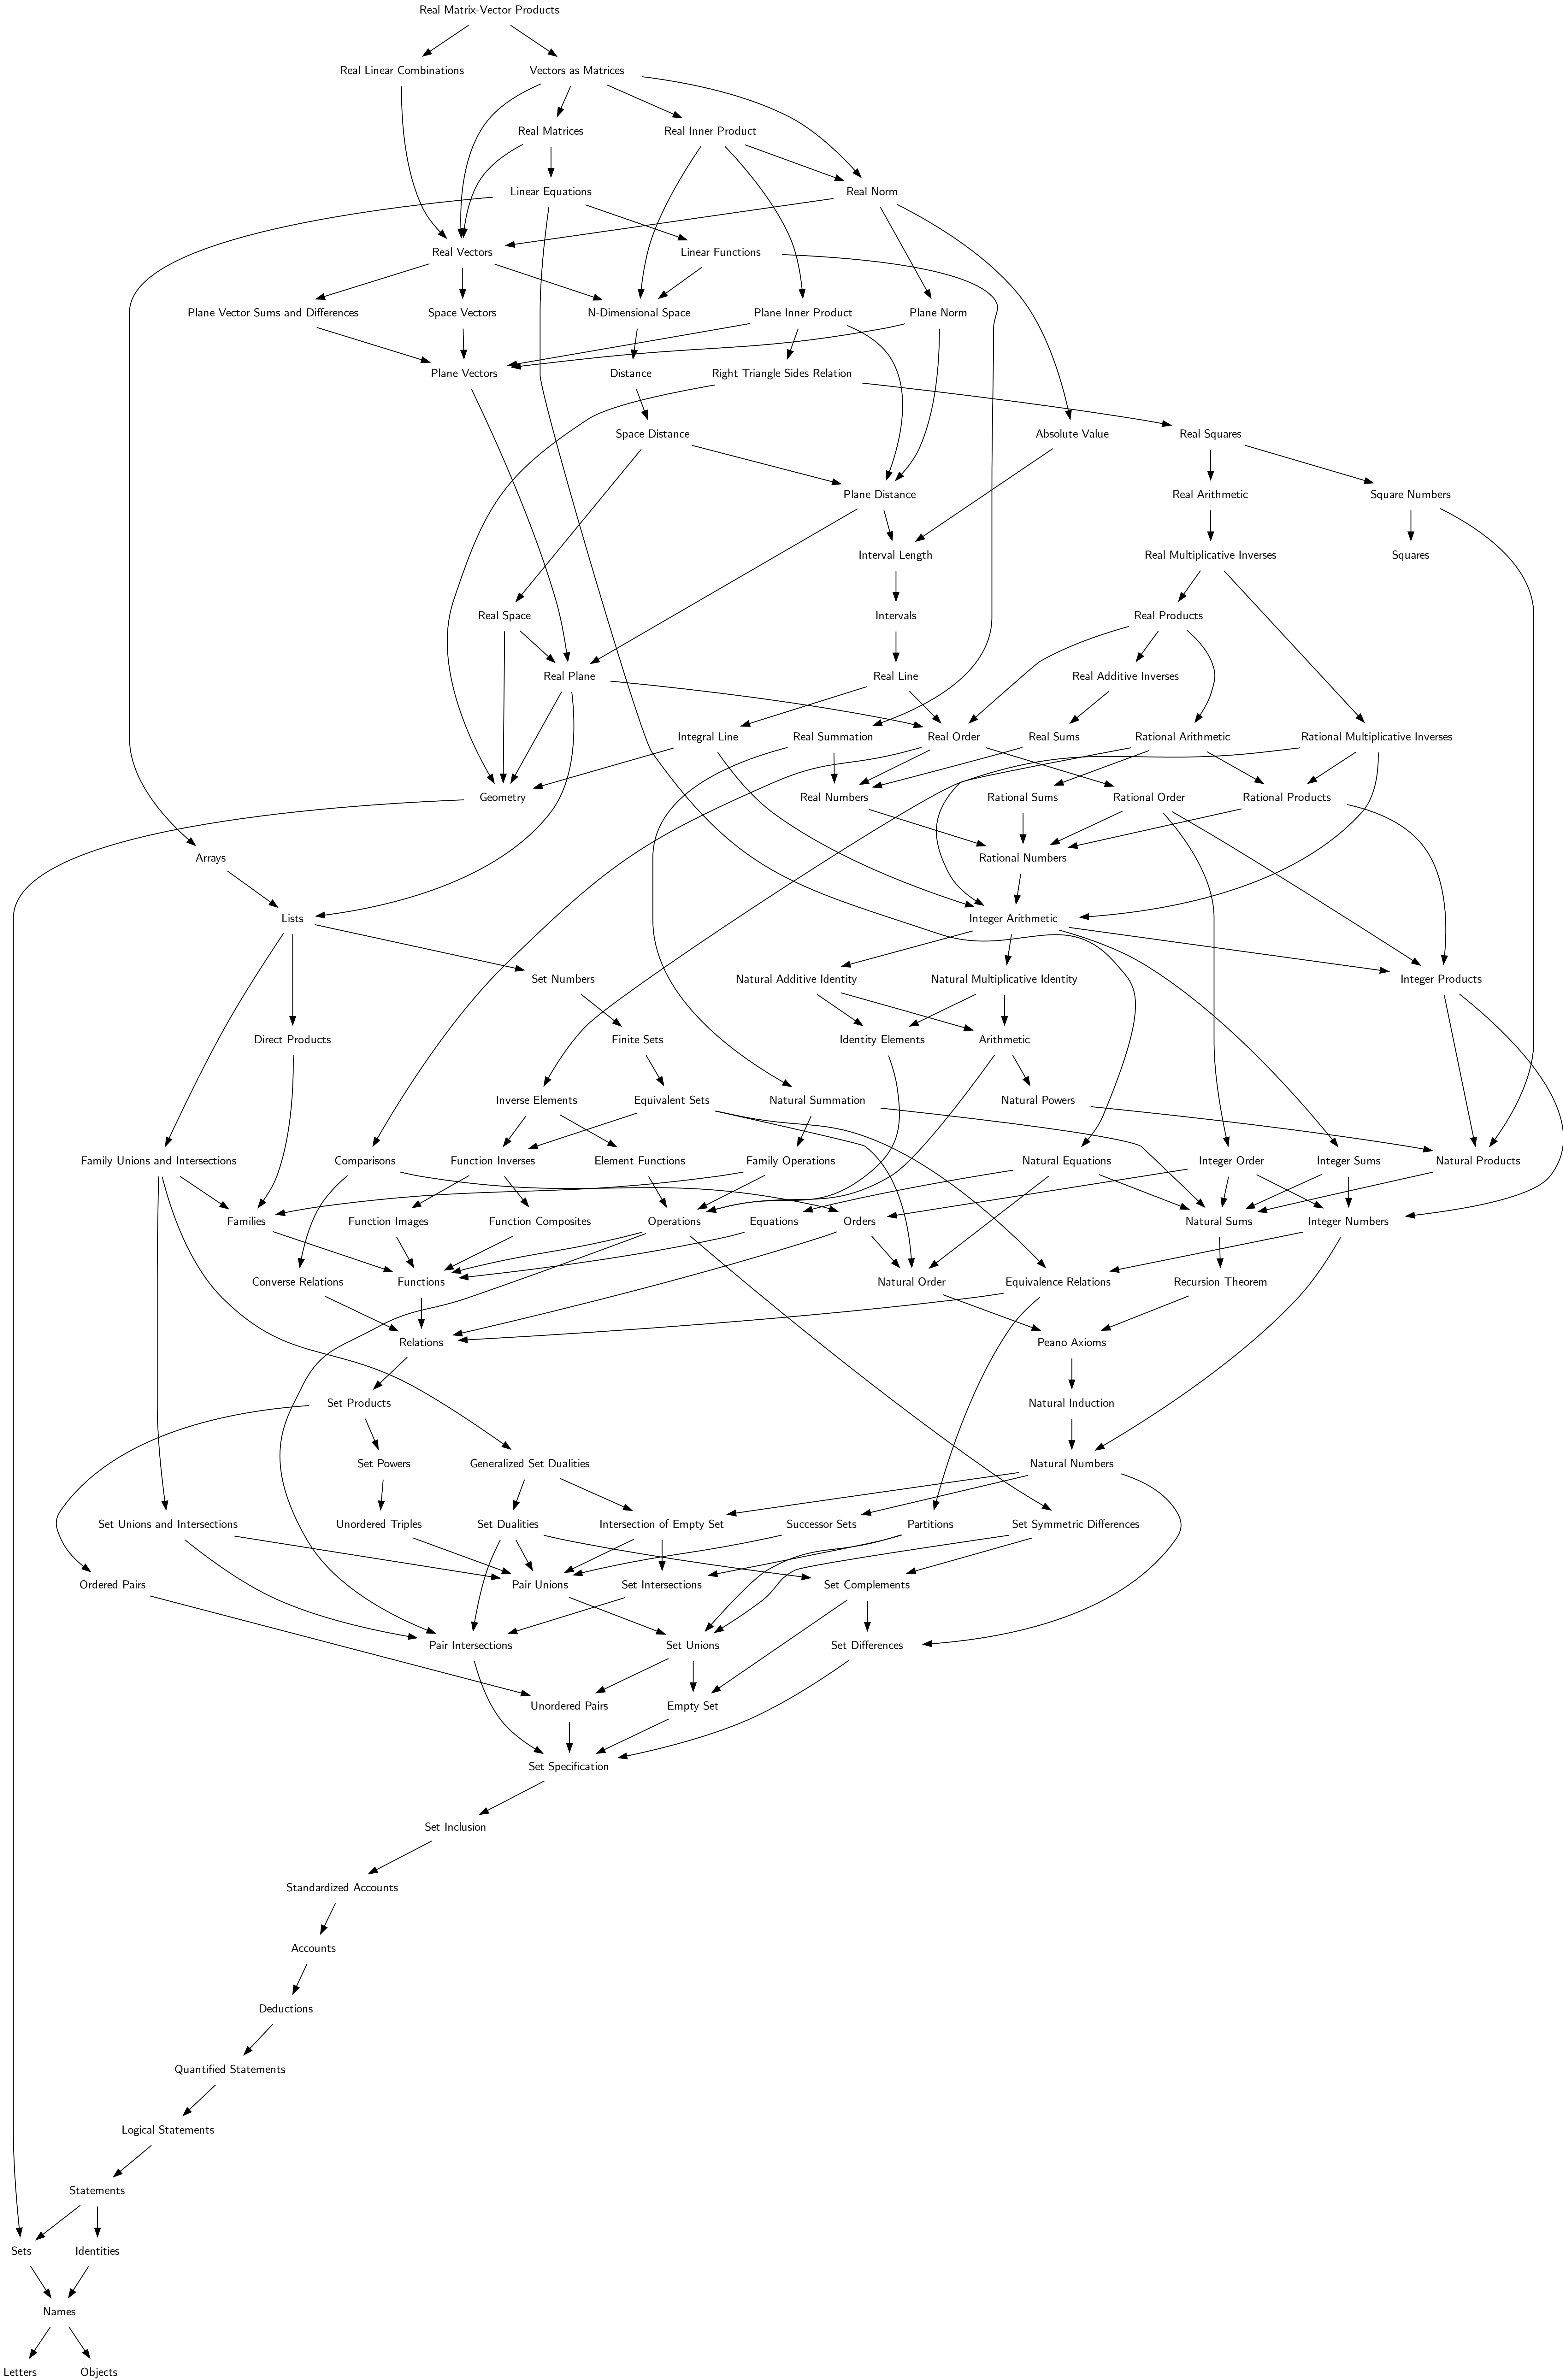 Real Matrix-Vector Products
Real Linear Combinations
Vectors as Matrices
Real Matrices
Real Inner Product
Linear Equations
Real Norm
Real Vectors
Linear Functions
Plane Vector Sums and Differences
Space Vectors
N-Dimensional Space
Plane Inner Product
Plane Norm
Plane Vectors
Distance
Right Triangle Sides Relation
Space Distance
Absolute Value
Real Squares
Plane Distance
Real Arithmetic
Square Numbers
Interval Length
Real Multiplicative Inverses
Squares
Real Space
Intervals
Real Products
Real Plane
Real Line
Real Additive Inverses
Integral Line
Real Summation
Real Order
Real Sums
Rational Arithmetic
Rational Multiplicative Inverses
Geometry
Real Numbers
Rational Sums
Rational Order
Rational Products
Arrays
Rational Numbers
Lists
Integer Arithmetic
Set Numbers
Natural Additive Identity
Natural Multiplicative Identity
Integer Products
Direct Products
Finite Sets
Identity Elements
Arithmetic
Inverse Elements
Equivalent Sets
Natural Summation
Natural Powers
Family Unions and Intersections
Comparisons
Function Inverses
Element Functions
Family Operations
Natural Equations
Integer Order
Integer Sums
Natural Products
Families
Function Images
Function Composites
Operations
Equations
Orders
Natural Sums
Integer Numbers
Converse Relations
Functions
Natural Order
Equivalence Relations
Recursion Theorem
Relations
Peano Axioms
Set Products
Natural Induction
Set Powers
Generalized Set Dualities
Natural Numbers
Set Unions and Intersections
Unordered Triples
Set Dualities
Intersection of Empty Set
Successor Sets
Partitions
Set Symmetric Differences
Ordered Pairs
Pair Unions
Set Intersections
Set Complements
Pair Intersections
Set Unions
Set Differences
Unordered Pairs
Empty Set
Set Specification
Set Inclusion
Standardized Accounts
Accounts
Deductions
Quantified Statements
Logical Statements
Statements
Sets
Identities
Names
Letters
Objects